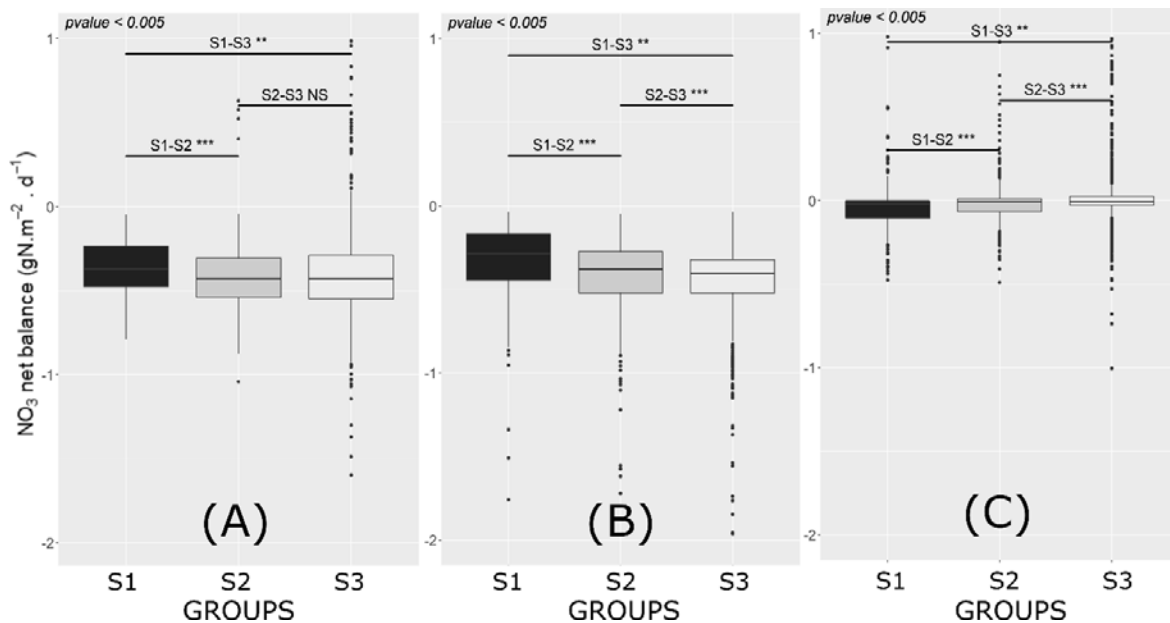 pvalue < 0.005
S1-S3 **
S2-S3 NS
S1-S2 ***
NO₃ net balance (gN.m⁻² . d⁻¹)
1
0
-1
-2
(A)
S1 S2 S3
GROUPS
pvalue < 0.005
S1-S3 **
S2-S3 ***
S1-S2 ***
1
0
-1
-2
(B)
S1 S2 S3
GROUPS
pvalue < 0.005
S1-S3 **
S2-S3 ***
S1-S2 ***
1
0
-1
-2
(C)
S1 S2 S3
GROUPS